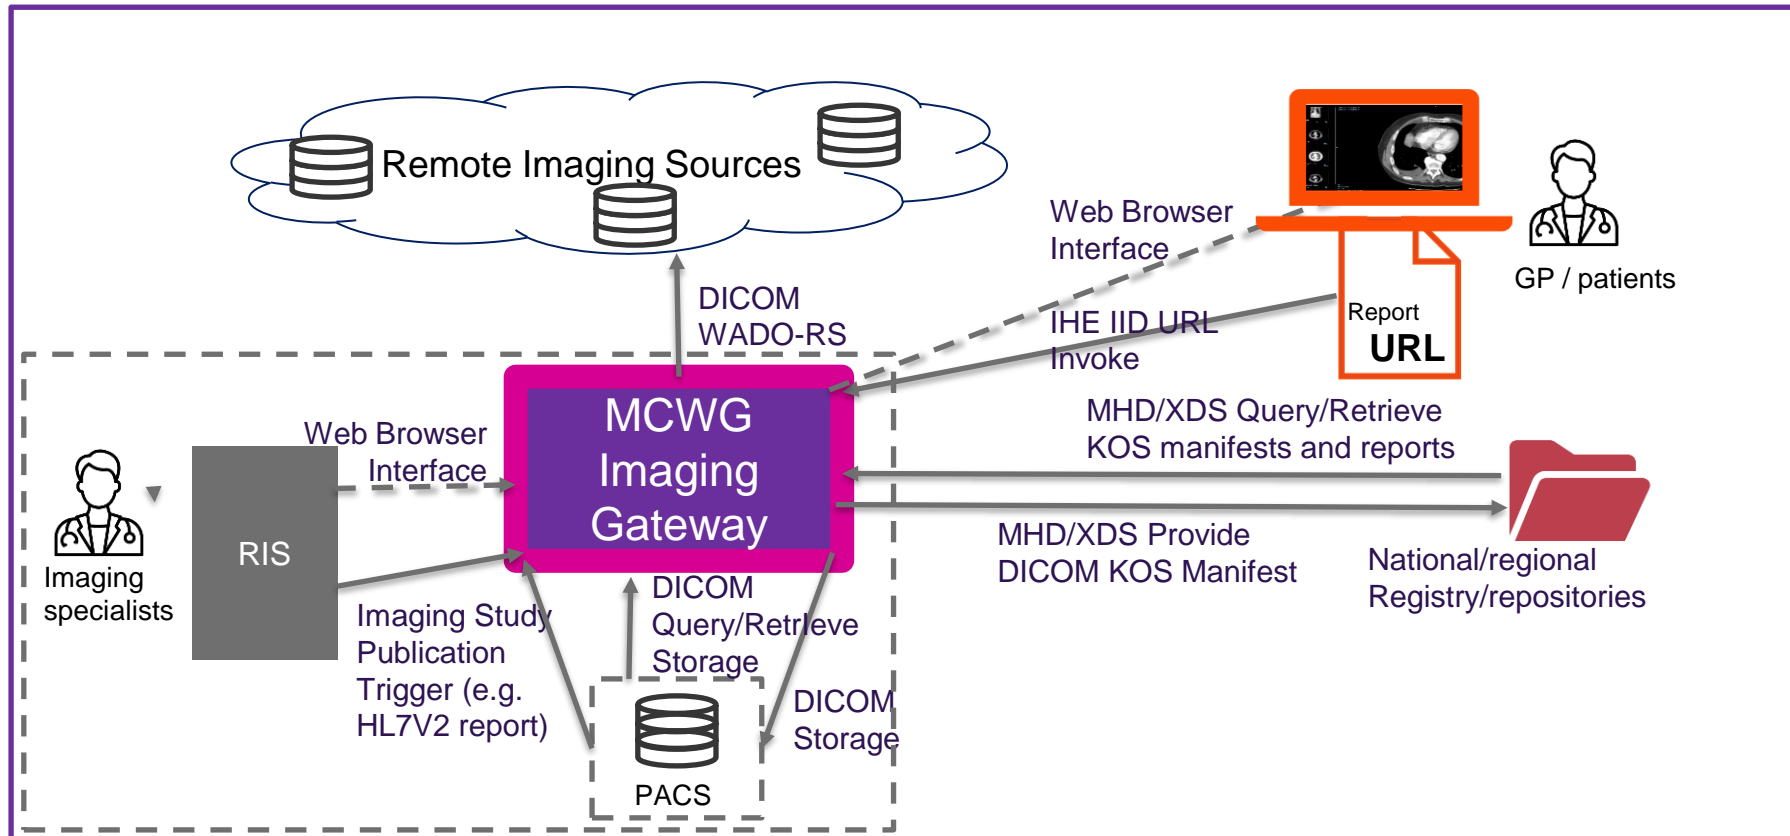 Remote Imaging Sources
Web Browser
Interface
GP / patients
DICOM
WADO-RS
IHE IID URL
Invoke
Report
URL
MCWG
Imaging
Gateway
MHD/XDS Query/Retrieve
KOS manifests and reports
Web Browser
Interface
RIS
Imaging
specialists
MHD/XDS Provide
DICOM KOS Manifest
National/regional
Registry/repositories
Imaging Study
Publication
Trigger (e.g.
HL7V2 report)
DICOM
Query/Retrieve
Storage
DICOM
Storage
PACS